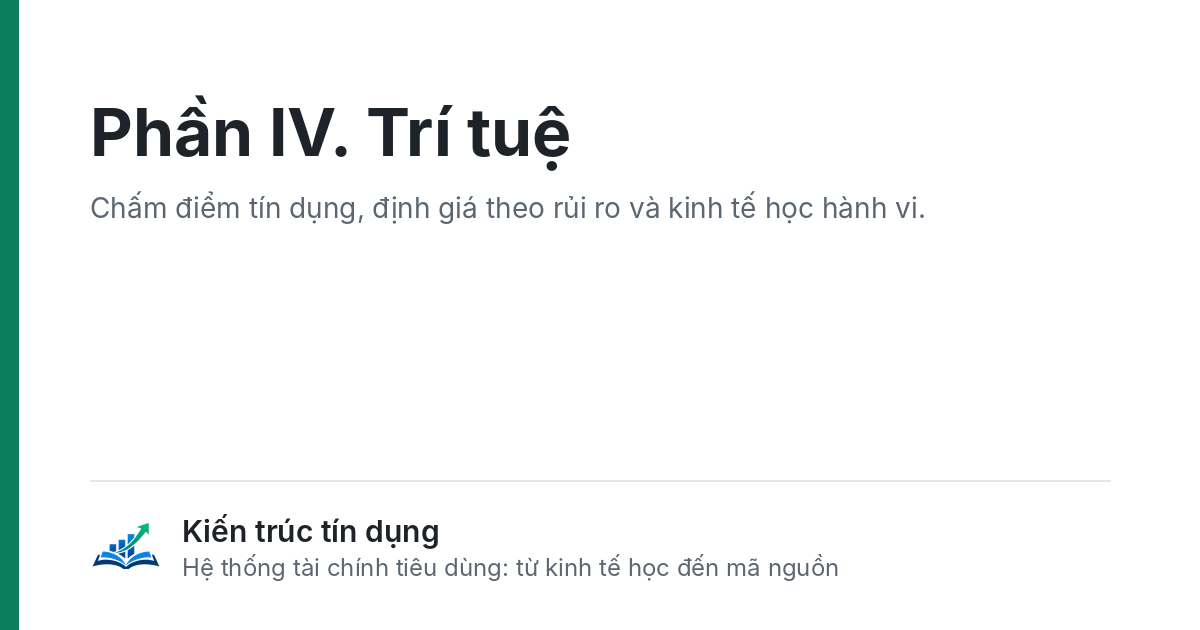 Phần IV. Trí tuệ
Chấm điểm tín dụng, định giá theo rủi ro và kinh tế học hành vi.
Kiến trúc tín dụng
Hệ thống tài chính tiêu dùng: từ kinh tế học đến mã nguồn